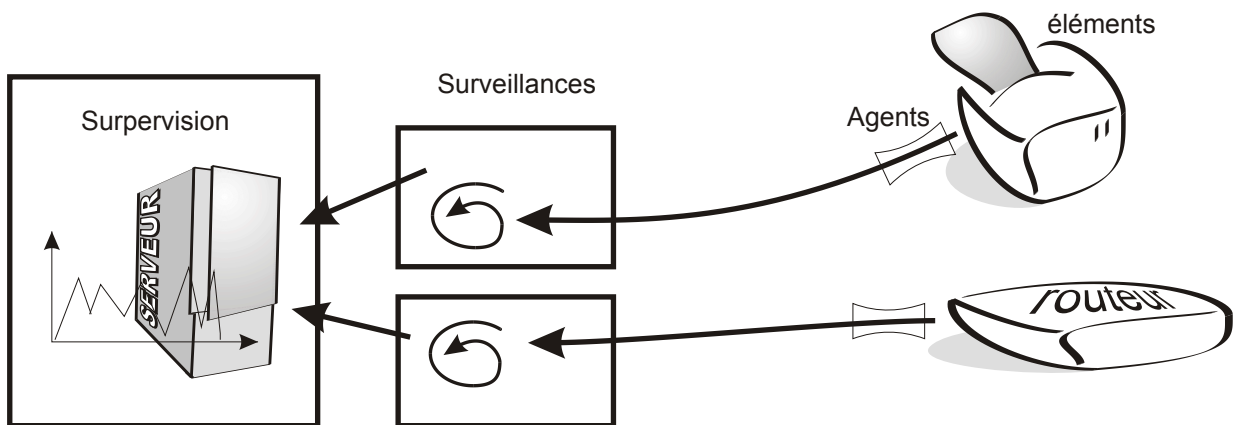 éléments
Surveillances
Surpervision
Agents
SERVEUR
routeur